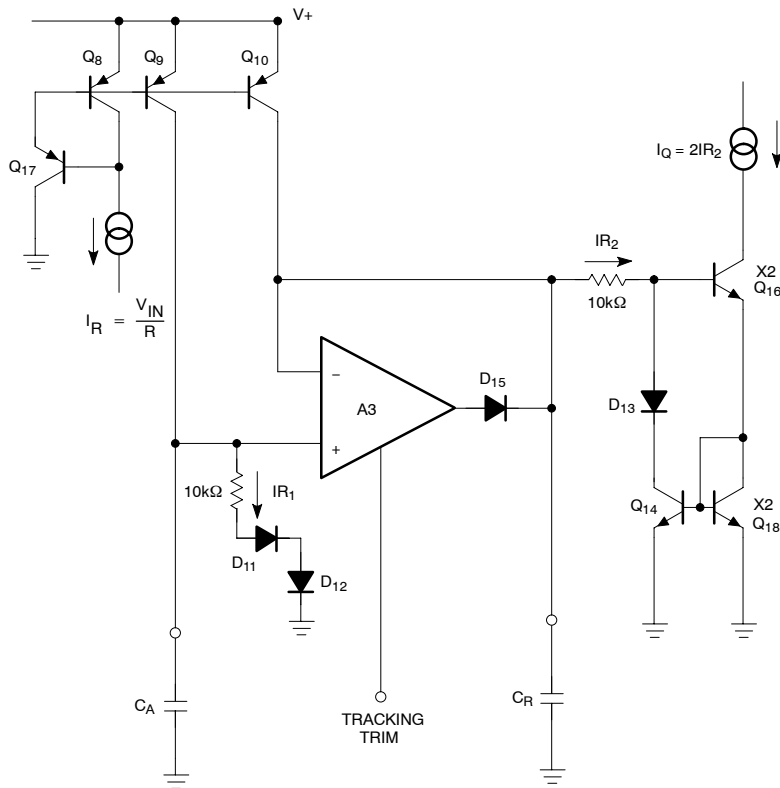 V+
Q8
Q9
Q10
Q17
IQ = 2IR2
IR2
X2
Q16
10kΩ
IR = VIN
R
−
D15
A3
D13
+
10kΩ
IR1
Q14
X2
Q18
D11
D12
CA
CR
TRACKING
TRIM